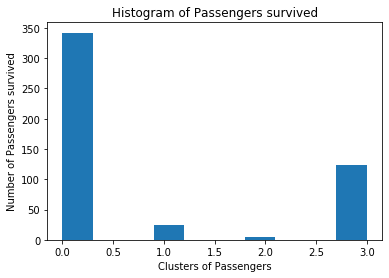 Histogram of Passengers survived
350
300
250
200
150
100
50
0
Number of Passengers survived
0.0 0.5 1.0 1.5 2.0 2.5 3.0
Clusters of Passengers